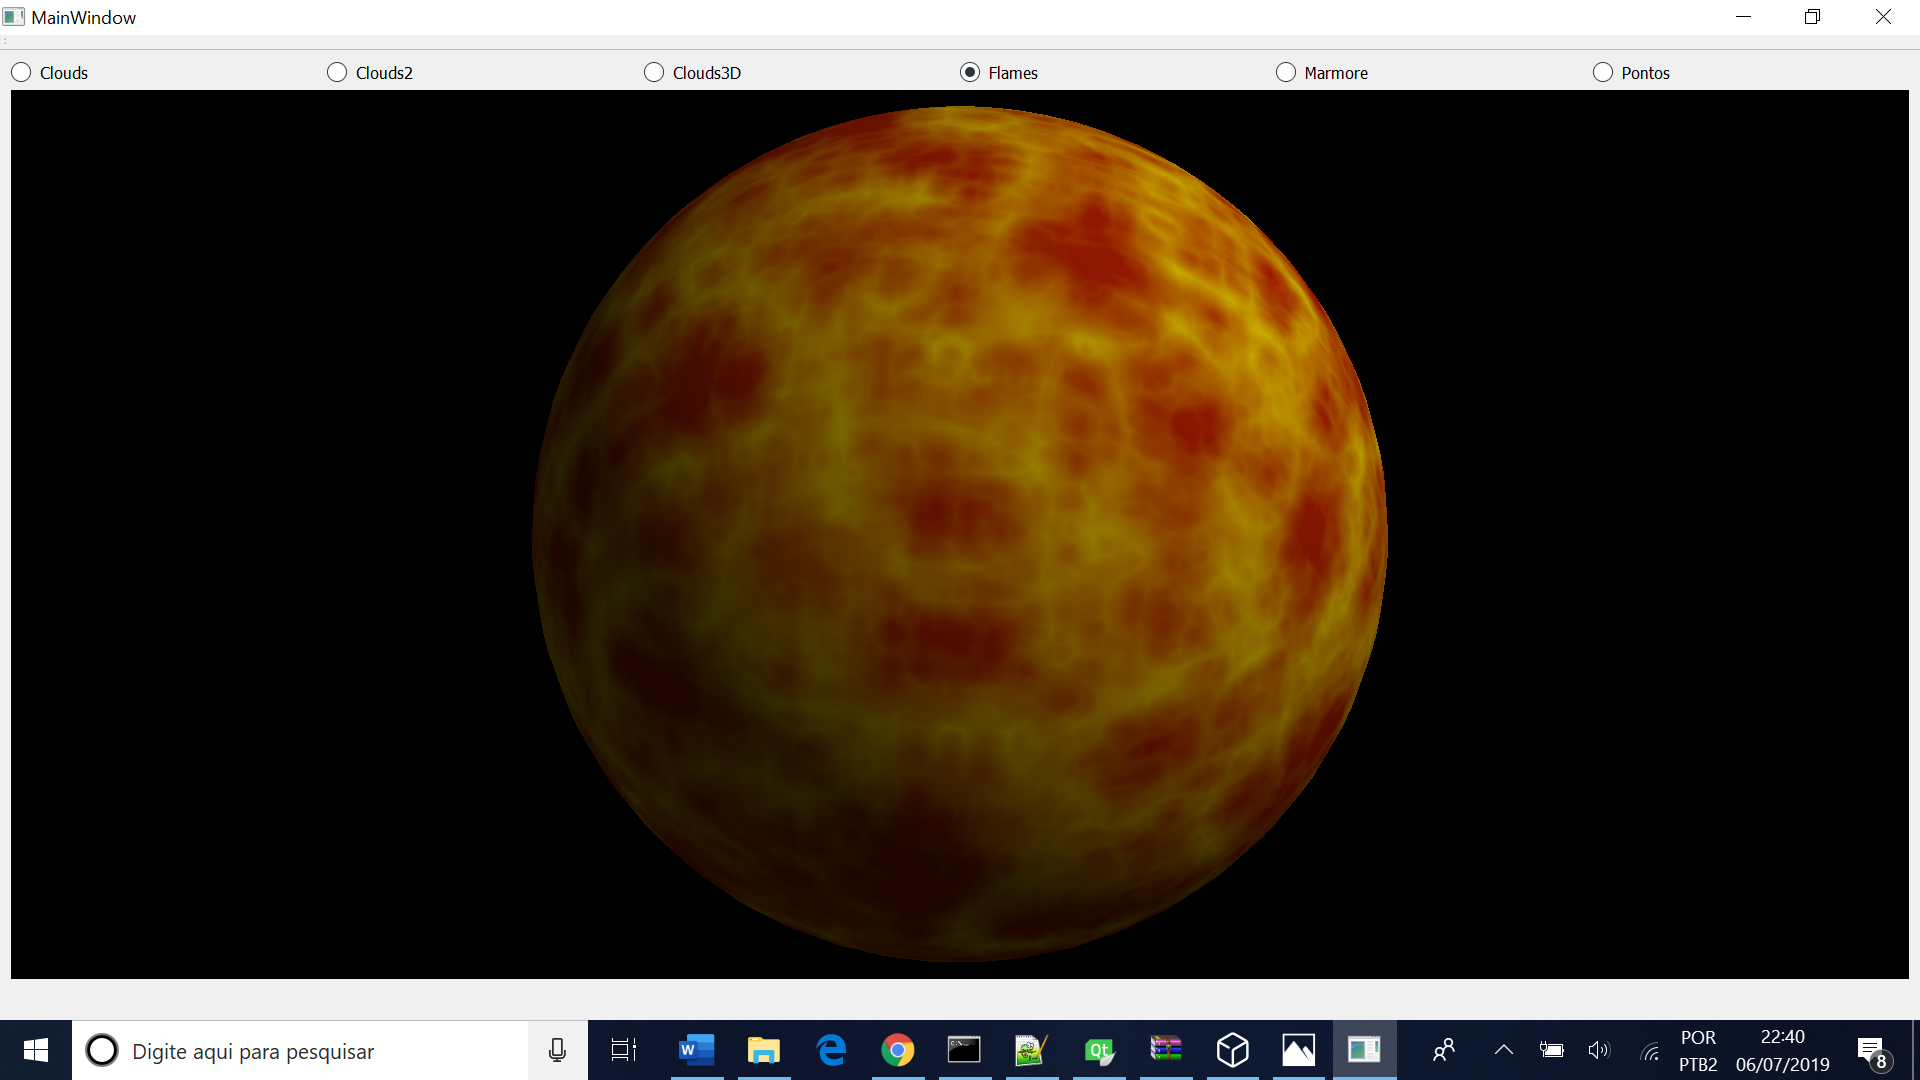 MainWindow
Clouds Clouds2 Clouds3D Flames Marmore Pontos
Digite aqui para pesquisar
W
C:\
Qt
POR
PTB2
22:40
06/07/2019
8